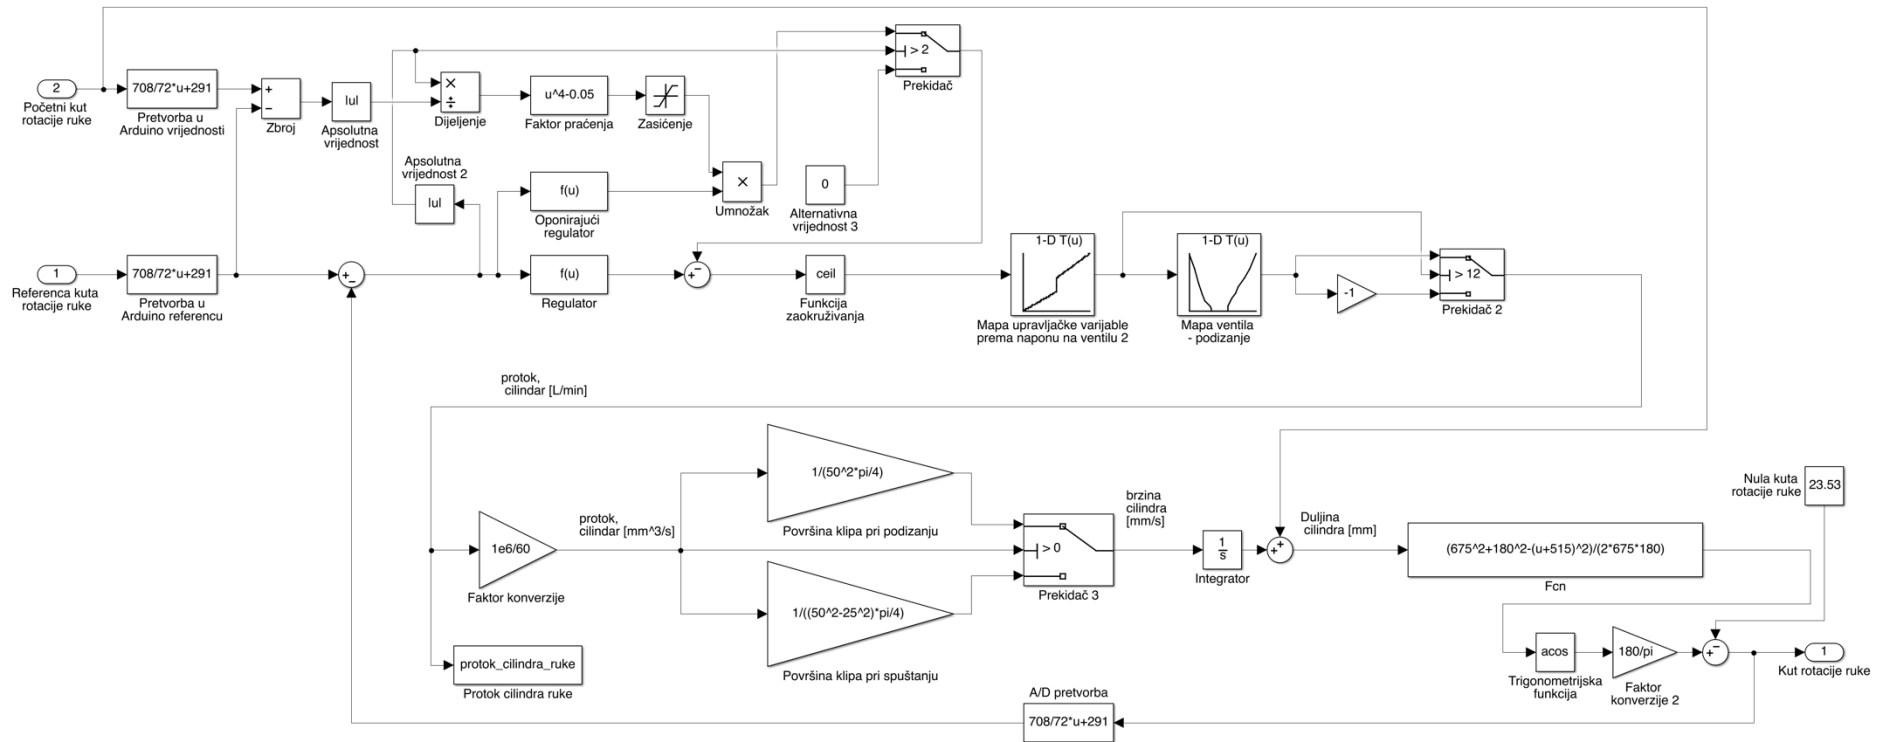 2
Početni kut
rotacije ruke
708/72*u+291
Pretvorba u
Arduino vrijednosti
+
−
Zbroj
|u|
Apsolutna
vrijednost
×
÷
Dijeljenje
u^4-0.05
Faktor praćenja
Zasićenje
> 2
Prekidač
Apsolutna
vrijednost 2
|u|
f(u)
Oponirajući
regulator
×
Umnožak
0
Alternativna
vrijednost 3
1
Referenca kuta
rotacije ruke
708/72*u+291
Pretvorba u
Arduino referencu
+
−
f(u)
Regulator
+
−
ceil
Funkcija
zaokruživanja
1-D T(u)
Mapa upravljačke varijable
prema naponu na ventilu 2
1-D T(u)
Mapa ventila
- podizanje
-1
> 12
Prekidač 2
protok,
cilindar [L/min]
1e6/60
Faktor konverzije
protok_cilindra_ruke
Protok cilindra ruke
protok,
cilindar [mm^3/s]
1/(50^2*pi/4)
Površina klipa pri podizanju
1/((50^2-25^2)*pi/4)
Površina klipa pri spuštanju
> 0
Prekidač 3
brzina
cilindra
[mm/s]
1
s
Integrator
+
+
Duljina
cilindra [mm]
(675^2+180^2-(u+515)^2)/(2*675*180)
Fcn
Nula kuta
rotacije ruke
23.53
acos
Trigonometrijska
funkcija
180/pi
Faktor
konverzije 2
+
−
1
Kut rotacije ruke
A/D pretvorba
708/72*u+291